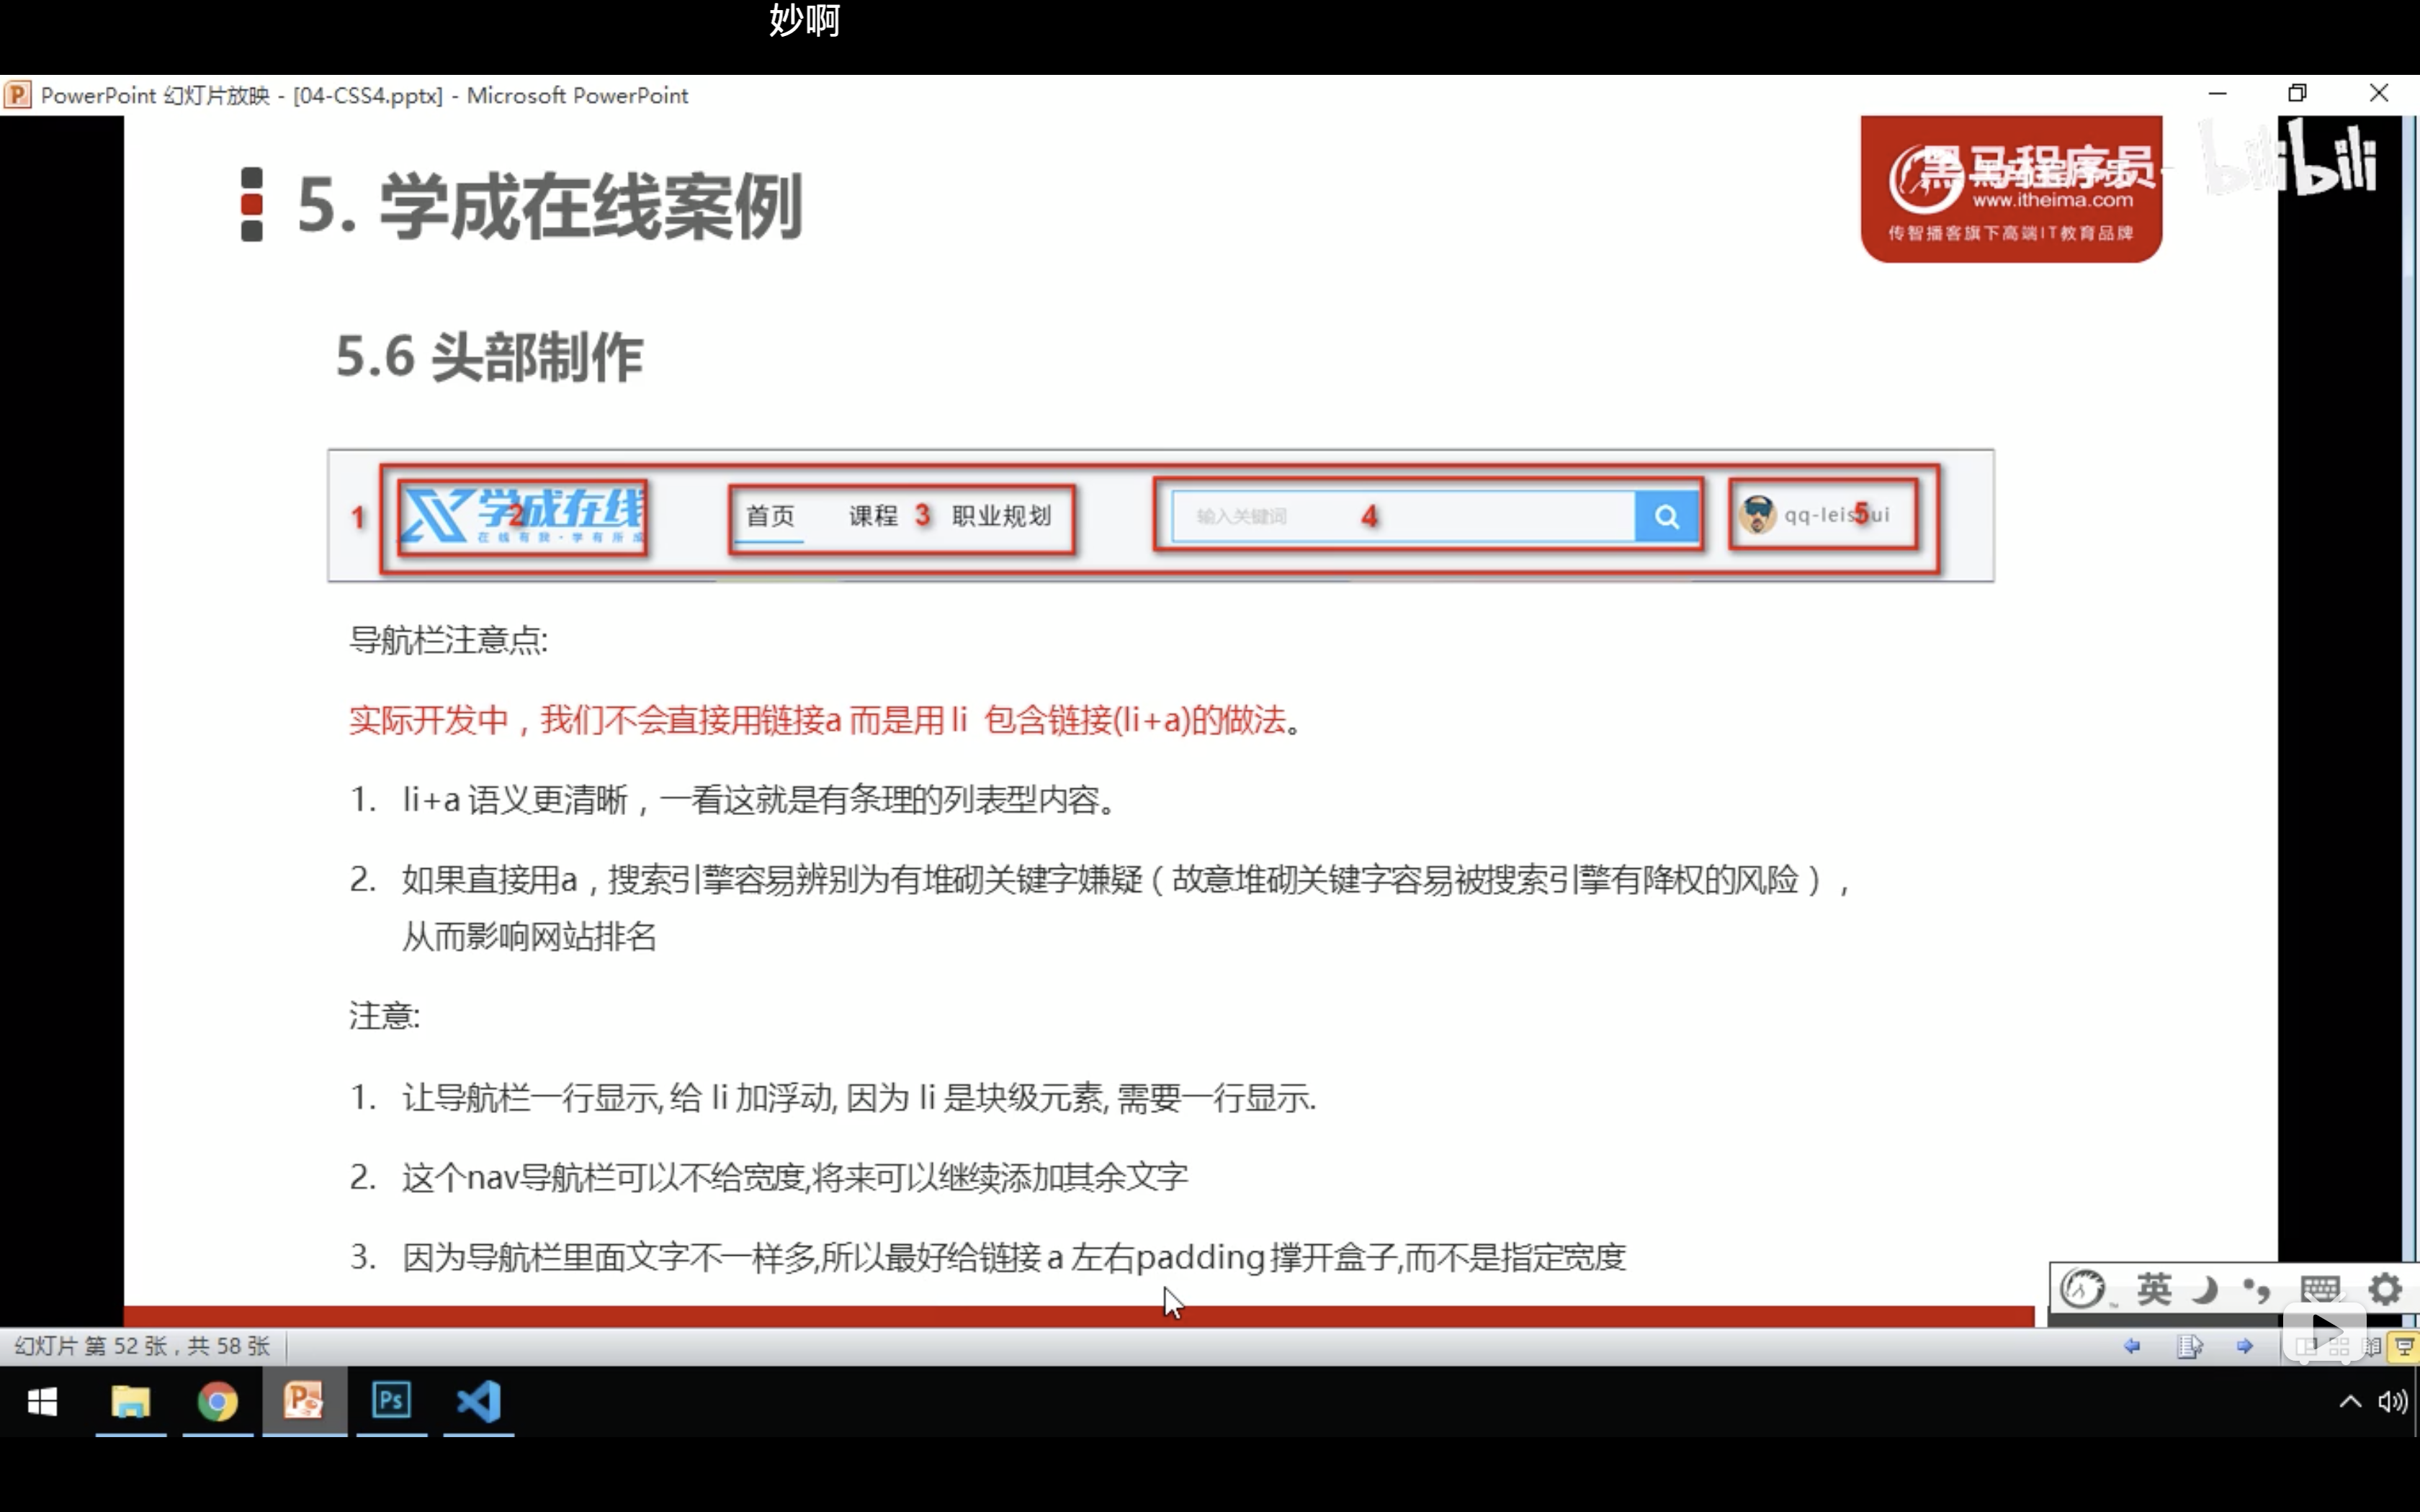 妙啊
PowerPoint 幻灯片放映 - [04-CSS4.pptx] - Microsoft PowerPoint
黑马程序员- bilibili
www.itheima.com
传智播客旗下高端IT教育品牌
5. 学成在线案例
5.6 头部制作
1 学成在线 2 首页 课程 3 职业规划 输入关键词 4 qq-leishui 5
在线有我·学有所成
导航栏注意点:
实际开发中，我们不会直接用链接a 而是用 li 包含链接(li+a)的做法。
1. li+a 语义更清晰，一看这就是有条理的列表型内容。
2. 如果直接用a，搜索引擎容易辨别为有堆砌关键字嫌疑（故意堆砌关键字容易被搜索引擎有降权的风险），
从而影响网站排名
注意:
1. 让导航栏一行显示, 给 li 加浮动, 因为 li 是块级元素, 需要一行显示.
2. 这个nav导航栏可以不给宽度,将来可以继续添加其余文字
3. 因为导航栏里面文字不一样多,所以最好给链接 a 左右padding 撑开盒子,而不是指定宽度
英
幻灯片 第 52 张，共 58 张
Ps